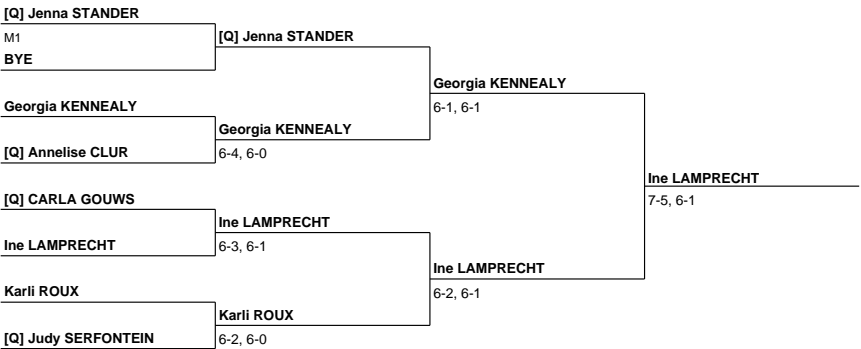 [Q] Jenna STANDER
M1
BYE
[Q] Jenna STANDER
Georgia KENNEALY
[Q] Annelise CLUR
Georgia KENNEALY
6-4, 6-0
Georgia KENNEALY
6-1, 6-1
[Q] CARLA GOUWS
Ine LAMPRECHT
Ine LAMPRECHT
6-3, 6-1
Karli ROUX
[Q] Judy SERFONTEIN
Karli ROUX
6-2, 6-0
Ine LAMPRECHT
6-2, 6-1
Ine LAMPRECHT
7-5, 6-1